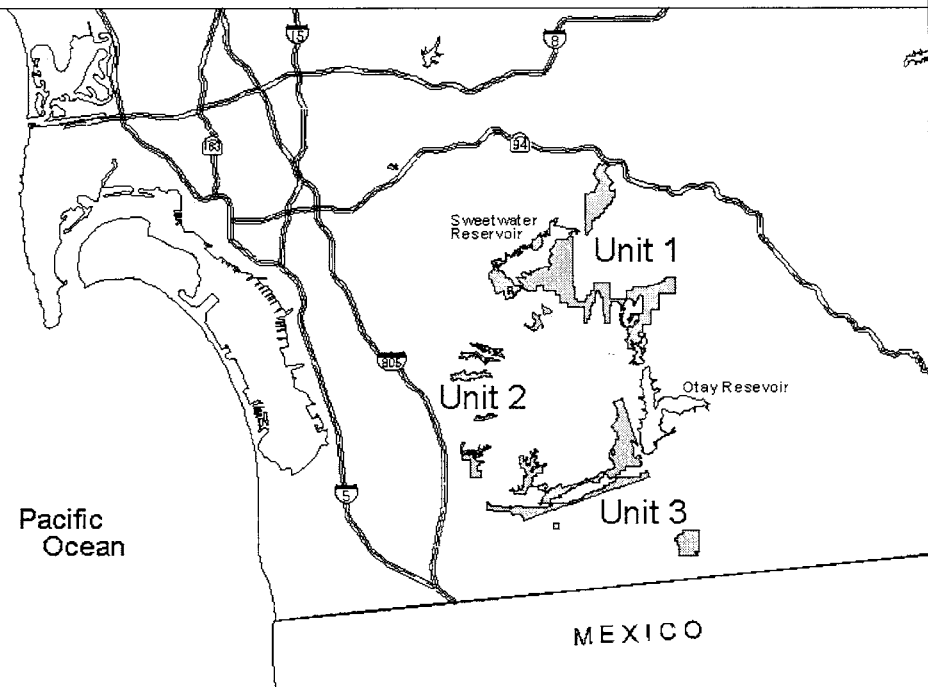 15
8
163
94
Sweetwater
Reservoir
Unit 1
805
Unit 2
Otay Resevoir
5
Unit 3
Pacific
Ocean
MEXICO